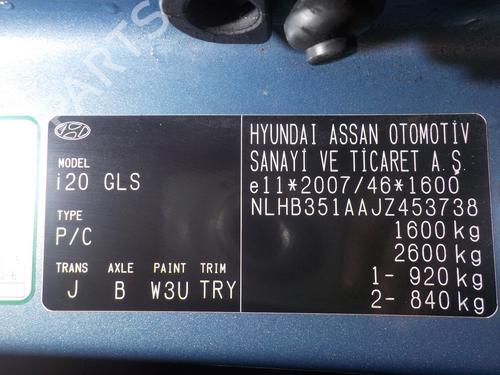 MODEL
i20 GLS
TYPE
P/C
TRANS AXLE PAINT TRIM
J B W3U TRY
HYUNDAI ASSAN OTOMOTİV
SANAYİ VE TİCARET A.Ş.
e11*2007/46*1600
NLHB351AAJZ453738
1600 kg
2600 kg
1- 920 kg
2- 840 kg